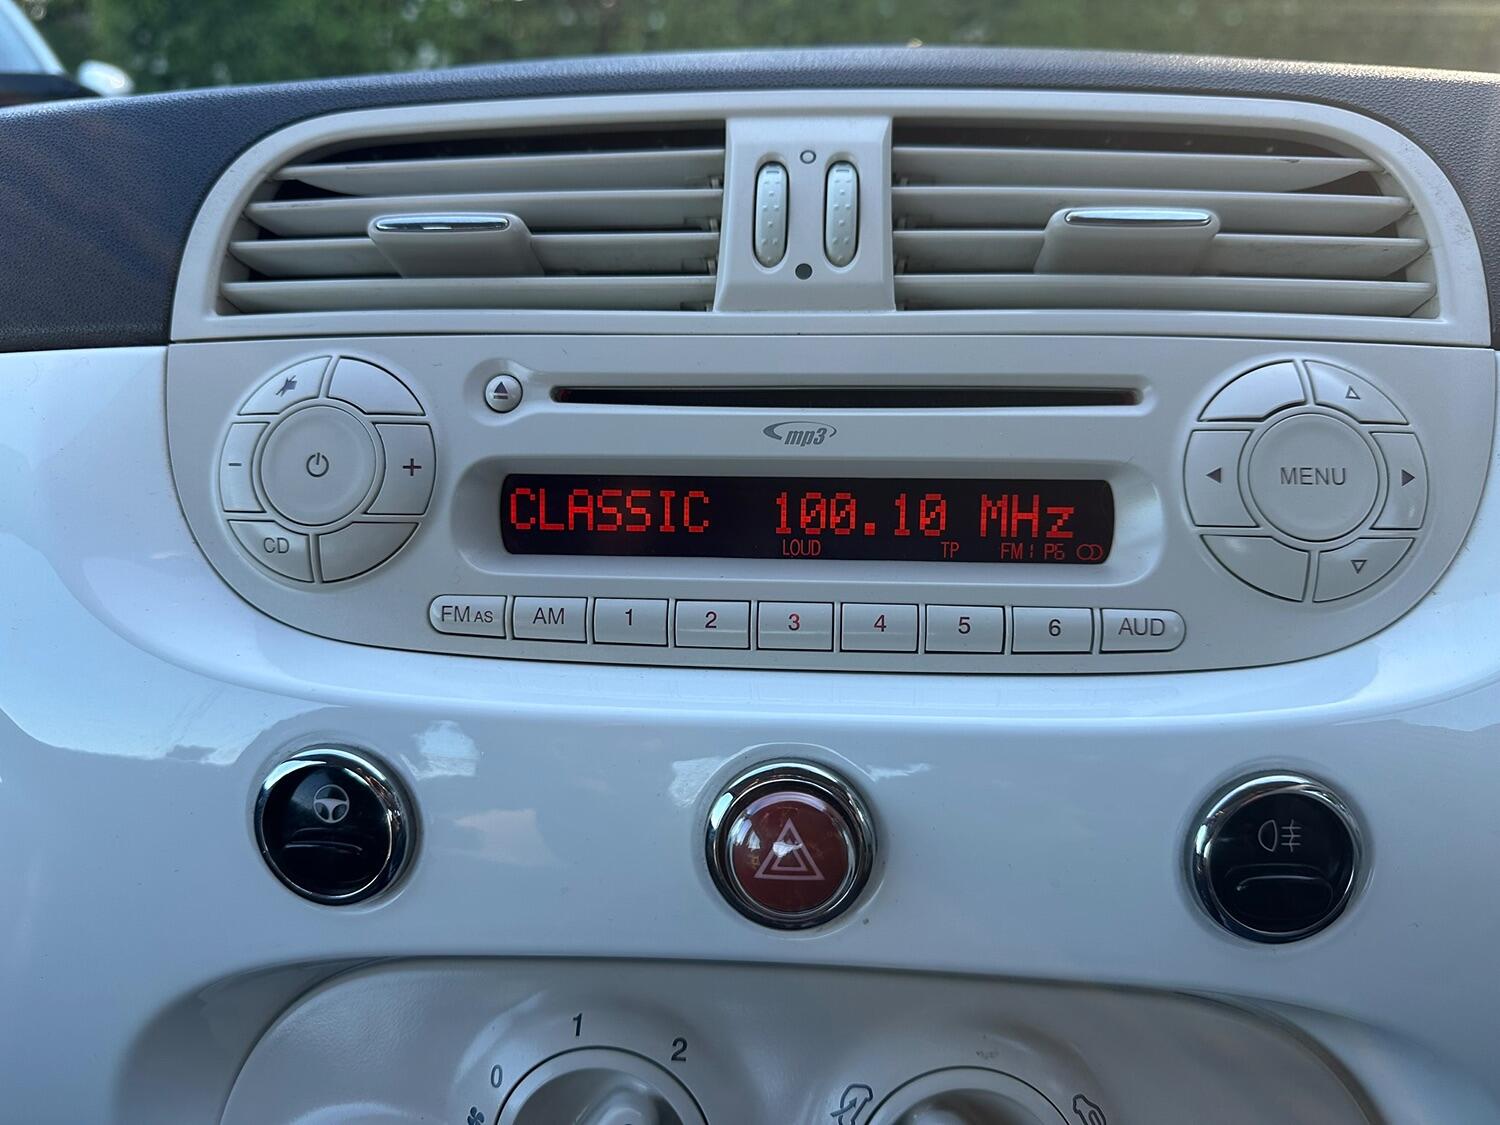 mp3
CLASSIC 100.10 MHz
LOUD TP FM1 P6
CD
MENU
FM AS AM 1 2 3 4 5 6 AUD
0 1 2